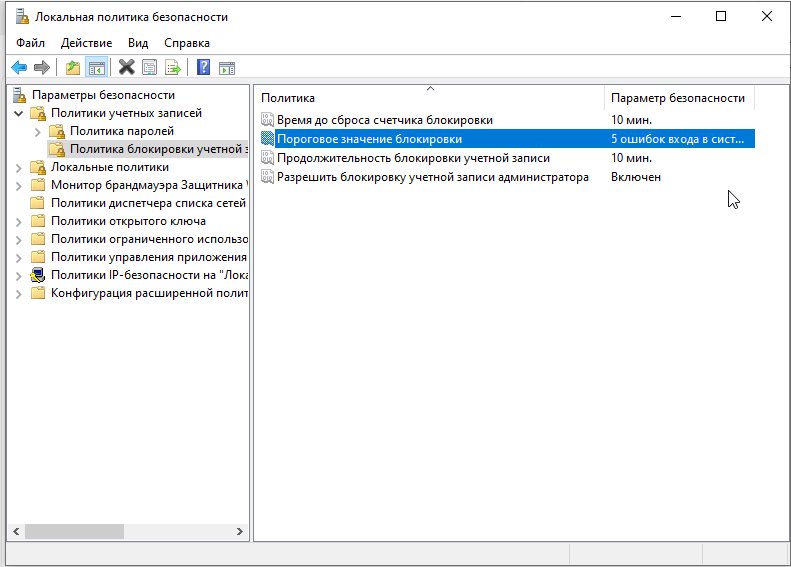 Локальная политика безопасности
Файл Действие Вид Справка
Параметры безопасности
Политики учетных записей
Политика паролей
Политика блокировки учетной з
Локальные политики
Монитор брандмауэра Защитника
Политики диспетчера списка сетей
Политики открытого ключа
Политики ограниченного использо
Политики управления приложения
Политики IP-безопасности на "Лока
Конфигурация расширенной полит
Политика Параметр безопасности
Время до сброса счетчика блокировки 10 мин.
Пороговое значение блокировки 5 ошибок входа в сист...
Продолжительность блокировки учетной записи 10 мин.
Разрешить блокировку учетной записи администратора Включен